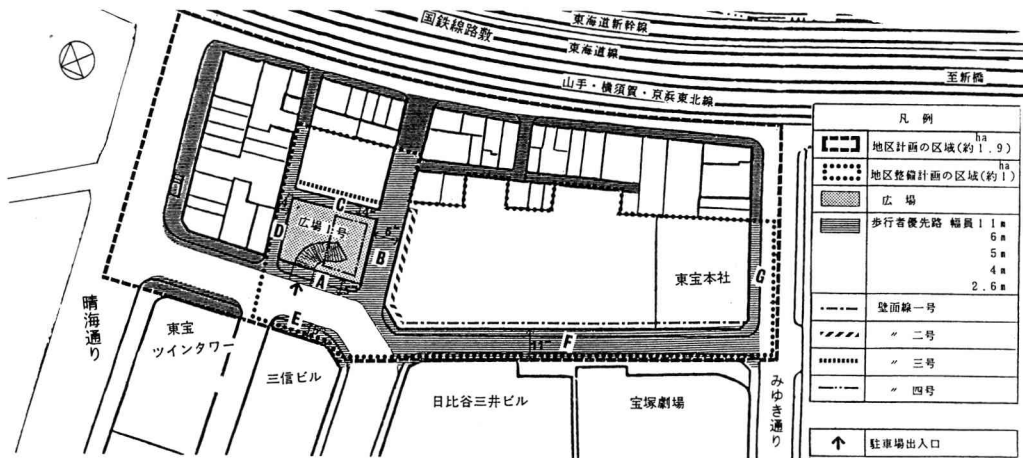 国鉄線路敷
東海道新幹線
東海道線
至新橋
山手・横須賀・京浜東北線
広場1号
A
B
C
D
E
F
G
11m
東宝本社
晴海通り
東宝
ツインタワー
三信ビル
日比谷三井ビル
宝塚劇場
みゆき通り
凡例
地区計画の区域(約1.9ha)
地区整備計画の区域(約1ha)
広場
歩行者優先路 幅員11m
6m
5m
4m
2.6m
壁面線一号
〃 二号
〃 三号
〃 四号
駐車場出入口